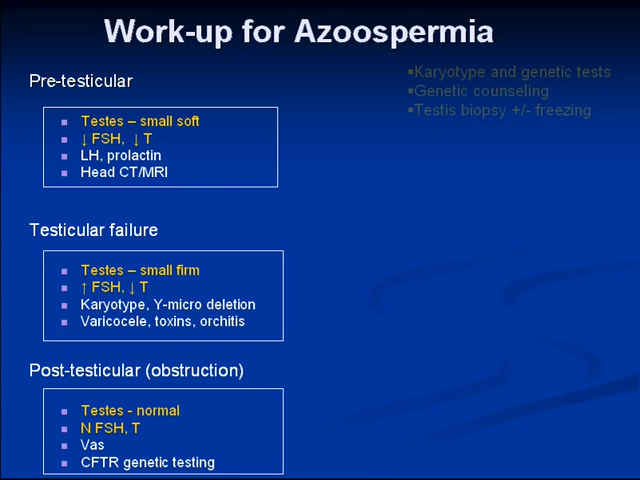 Work-up for Azoospermia
Pre-testicular
Testes – small soft
↓ FSH, ↓ T
LH, prolactin
Head CT/MRI
Testicular failure
Testes – small firm
↑ FSH, ↓ T
Karyotype, Y-micro deletion
Varicocele, toxins, orchitis
Post-testicular (obstruction)
Testes - normal
N FSH, T
Vas
CFTR genetic testing
▪Karyotype and genetic tests
▪Genetic counseling
▪Testis biopsy +/- freezing